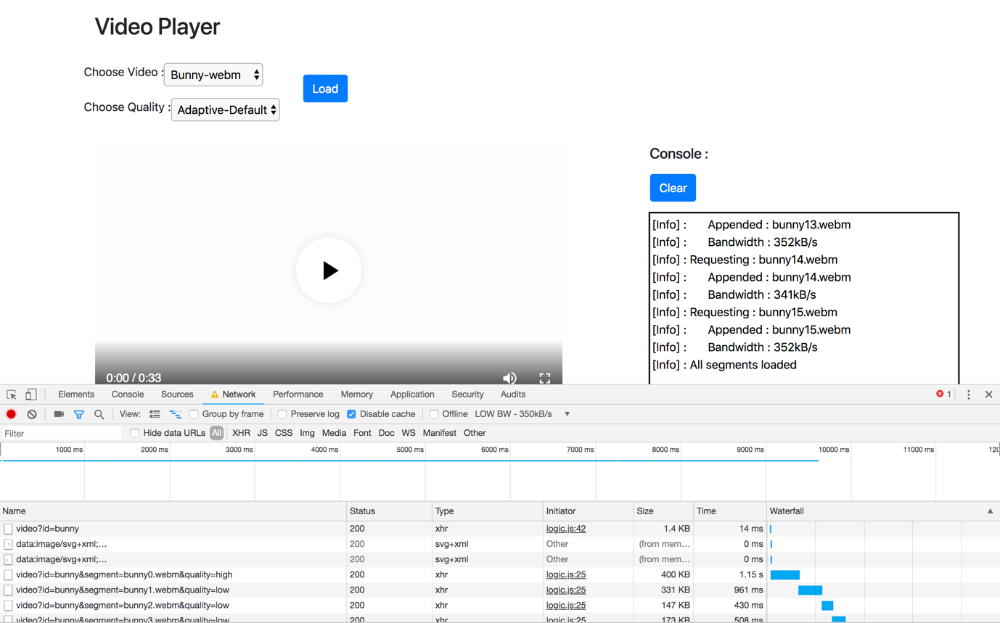 Video Player
Choose Video : Bunny-webm
Load
Choose Quality : Adaptive-Default
Console :
Clear
[Info] : Appended : bunny13.webm
[Info] : Bandwidth : 352kB/s
[Info] : Requesting : bunny14.webm
[Info] : Appended : bunny14.webm
[Info] : Bandwidth : 341kB/s
[Info] : Requesting : bunny15.webm
[Info] : Appended : bunny15.webm
[Info] : Bandwidth : 352kB/s
[Info] : All segments loaded
0:00 / 0:33
Elements Console Sources Network Performance Memory Application Security Audits 1
View: Group by frame Preserve log Disable cache Offline LOW BW - 350kB/s
Filter Hide data URLs All XHR JS CSS Img Media Font Doc WS Manifest Other
1000 ms 2000 ms 3000 ms 4000 ms 5000 ms 6000 ms 7000 ms 8000 ms 9000 ms 10000 ms 11000 ms
Name Status Type Initiator Size Time Waterfall
video?id=bunny 200 xhr logic.js:42 1.4 KB 14 ms
data:image/svg+xml;… 200 svg+xml Other (from mem… 0 ms
data:image/svg+xml;… 200 svg+xml Other (from mem… 0 ms
video?id=bunny&segment=bunny0.webm&quality=high 200 xhr logic.js:25 400 KB 1.15 s
video?id=bunny&segment=bunny1.webm&quality=low 200 xhr logic.js:25 331 KB 961 ms
video?id=bunny&segment=bunny2.webm&quality=low 200 xhr logic.js:25 147 KB 430 ms
video?id=bunny&segment=bunny3.webm&quality=low 200 xhr logic.js:25 173 KB 508 ms